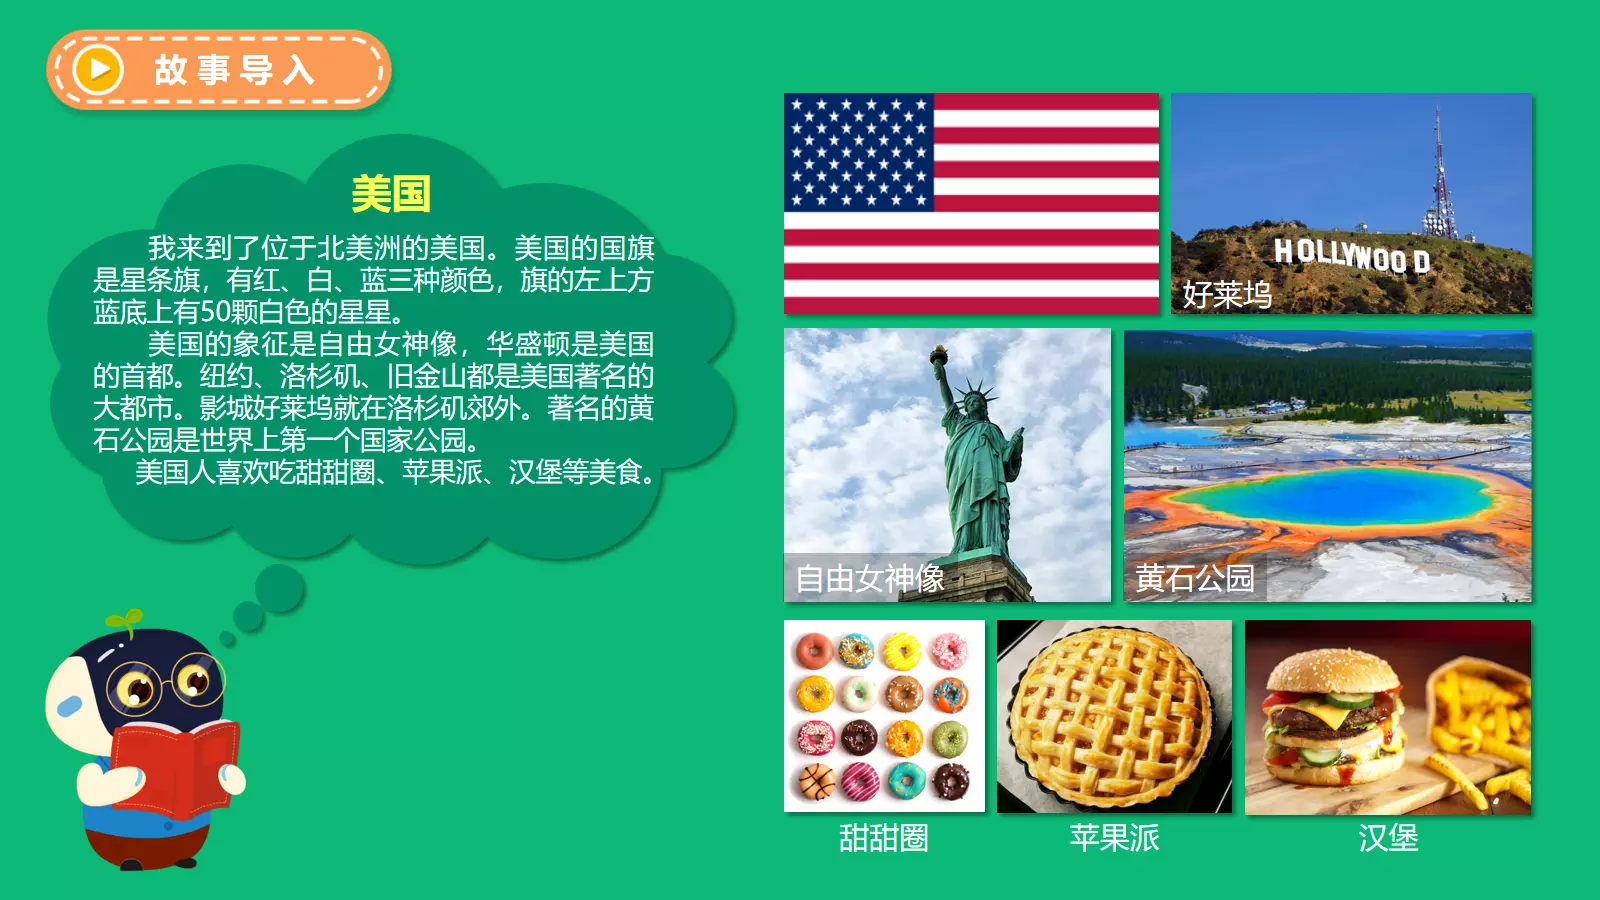 故事导入
美国
我来到了位于北美洲的美国。美国的国旗
是星条旗，有红、白、蓝三种颜色，旗的左上方
蓝底上有50颗白色的星星。
美国的象征是自由女神像，华盛顿是美国
的首都。纽约、洛杉矶、旧金山都是美国著名的
大都市。影城好莱坞就在洛杉矶郊外。著名的黄
石公园是世界上第一个国家公园。
美国人喜欢吃甜甜圈、苹果派、汉堡等美食。
HOLLYWOOD
好莱坞
自由女神像
黄石公园
甜甜圈
苹果派
汉堡